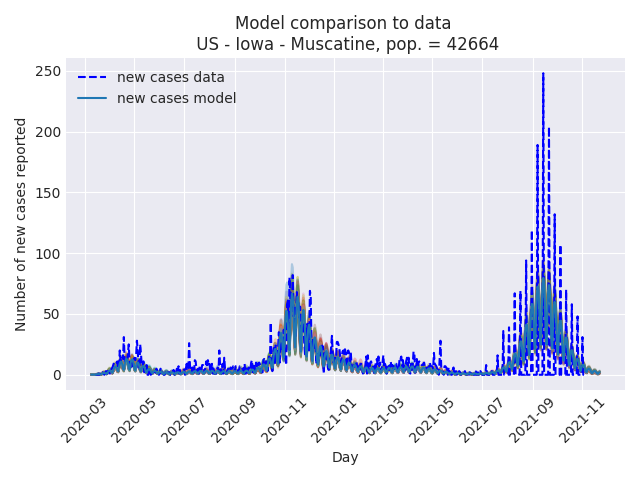 Model comparison to data
US - Iowa - Muscatine, pop. = 42664
new cases data
new cases model
Number of new cases reported
250
200
150
100
50
0
2020-03
2020-05
2020-07
2020-09
2020-11
2021-01
2021-03
2021-05
2021-07
2021-09
2021-11
Day